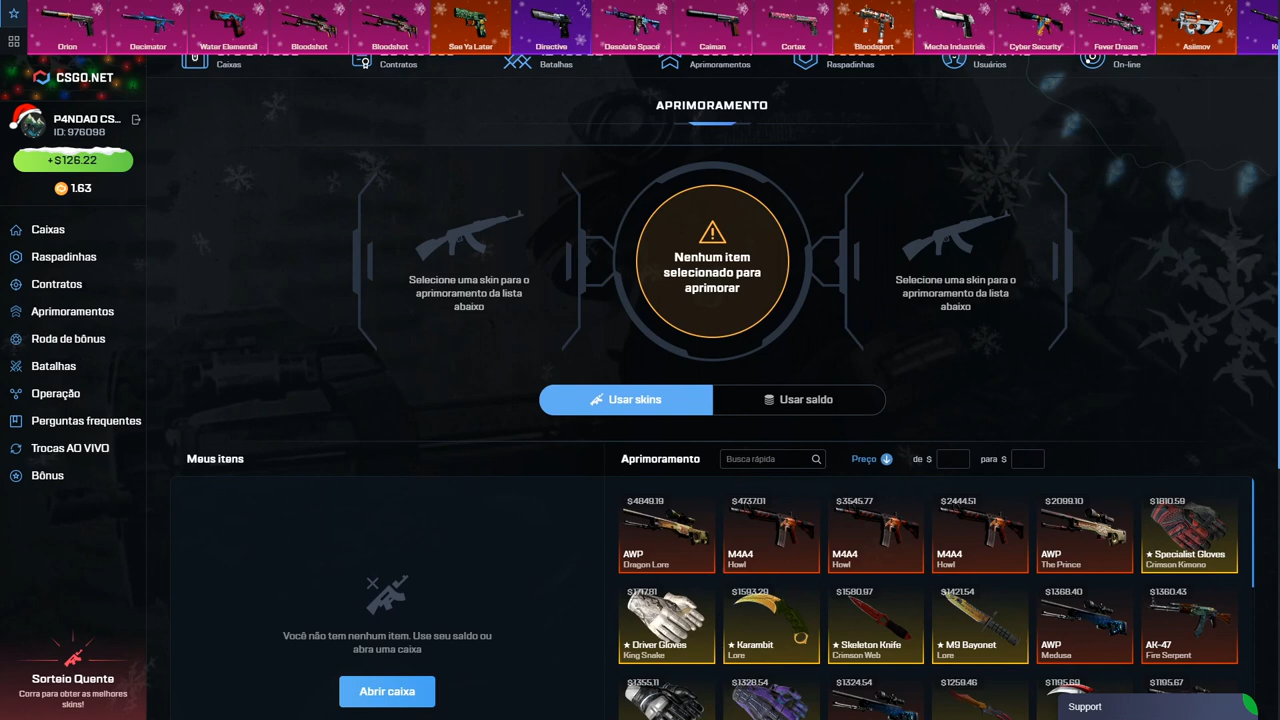 Orion
Decimator
Water Elemental
Bloodshot
Bloodshot
See Ya Later
Directive
Desolate Space
Caiman
Cortex
Bloodsport
Mecha Industries
Cyber Security
Fever Dream
Asiimov
CSGO.NET
Caixas
Contratos
Batalhas
Aprimoramentos
Raspadinhas
Usuários
On-line
P4NDAO CS...
ID: 976098
+$126.22
1.63
Caixas
Raspadinhas
Contratos
Aprimoramentos
Roda de bônus
Batalhas
Operação
Perguntas frequentes
Trocas AO VIVO
Bônus
Sorteio Quente
Corra para obter as melhores
skins!
APRIMORAMENTO
Selecione uma skin para o
aprimoramento da lista
abaixo
Nenhum item
selecionado para
aprimorar
Selecione uma skin para o
aprimoramento da lista
abaixo
Usar skins
Usar saldo
Meus itens
Você não tem nenhum item. Use seu saldo ou
abra uma caixa
Abrir caixa
Aprimoramento
Busca rápida
Preço
de $
para $
$4849.19
AWP
Dragon Lore
$4737.01
M4A4
Howl
$3545.77
M4A4
Howl
$2444.51
M4A4
Howl
$2099.10
AWP
The Prince
$1810.59
★ Specialist Gloves
Crimson Kimono
$1717.81
★ Driver Gloves
King Snake
$1593.29
★ Karambit
Lore
$1580.97
★ Skeleton Knife
Crimson Web
$1421.54
★ M9 Bayonet
Lore
$1368.40
AWP
Medusa
$1360.43
AK-47
Fire Serpent
$1355.11
$1328.54
$1324.54
$1259.46
$1195.69
$1195.67
Support